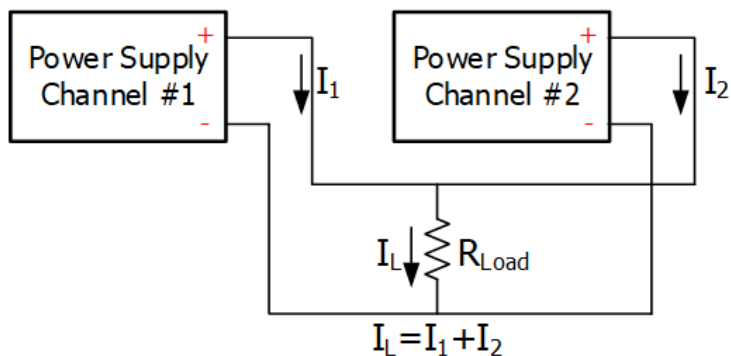 Power Supply
Channel #1
+
-
I1
Power Supply
Channel #2
+
-
I2
IL
RLoad
IL=I1+I2